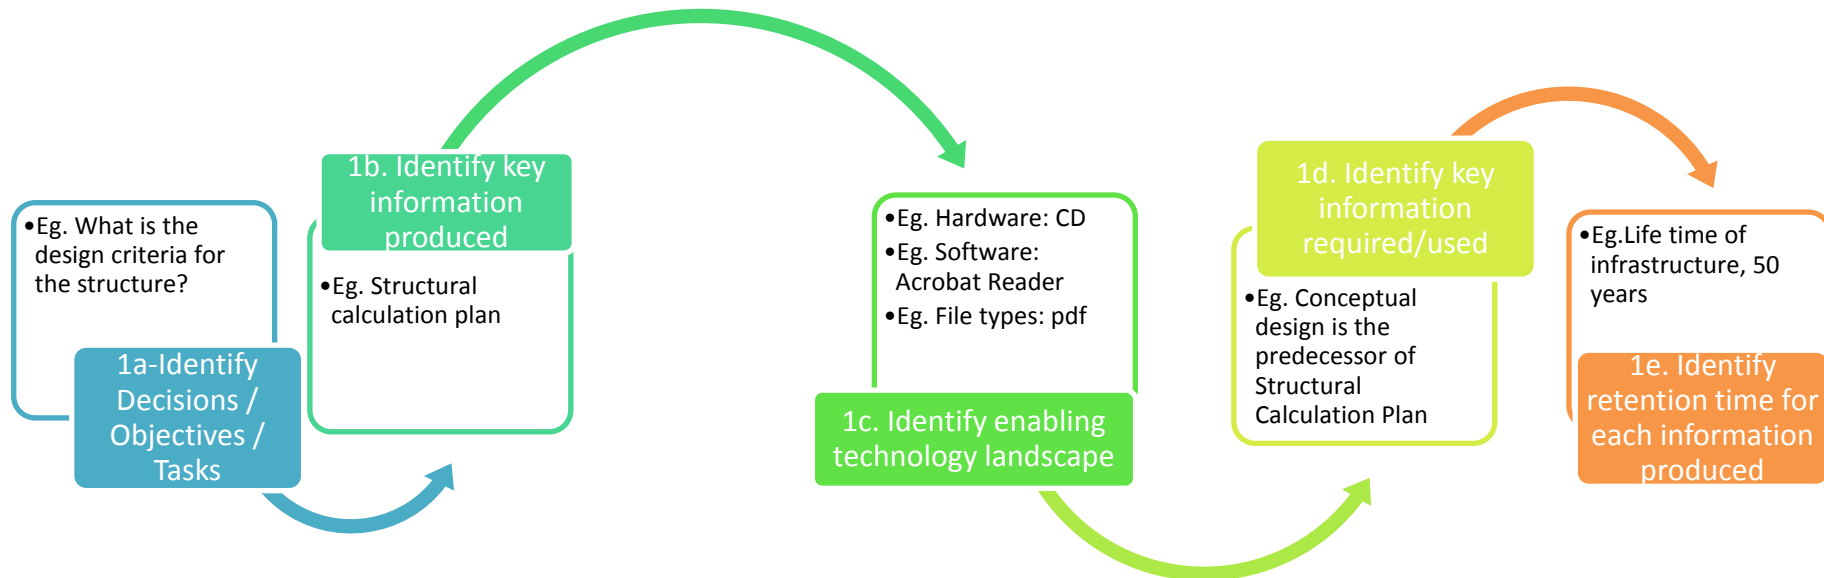 •Eg. What is the
design criteria for
the structure?
1a-Identify
Decisions /
Objectives /
Tasks
1b. Identify key
information
produced
•Eg. Structural
calculation plan
•Eg. Hardware: CD
•Eg. Software:
Acrobat Reader
•Eg. File types: pdf
1c. Identify enabling
technology landscape
1d. Identify key
information
required/used
•Eg. Conceptual
design is the
predecessor of
Structural
Calculation Plan
•Eg.Life time of
infrastructure, 50
years
1e. Identify
retention time for
each information
produced